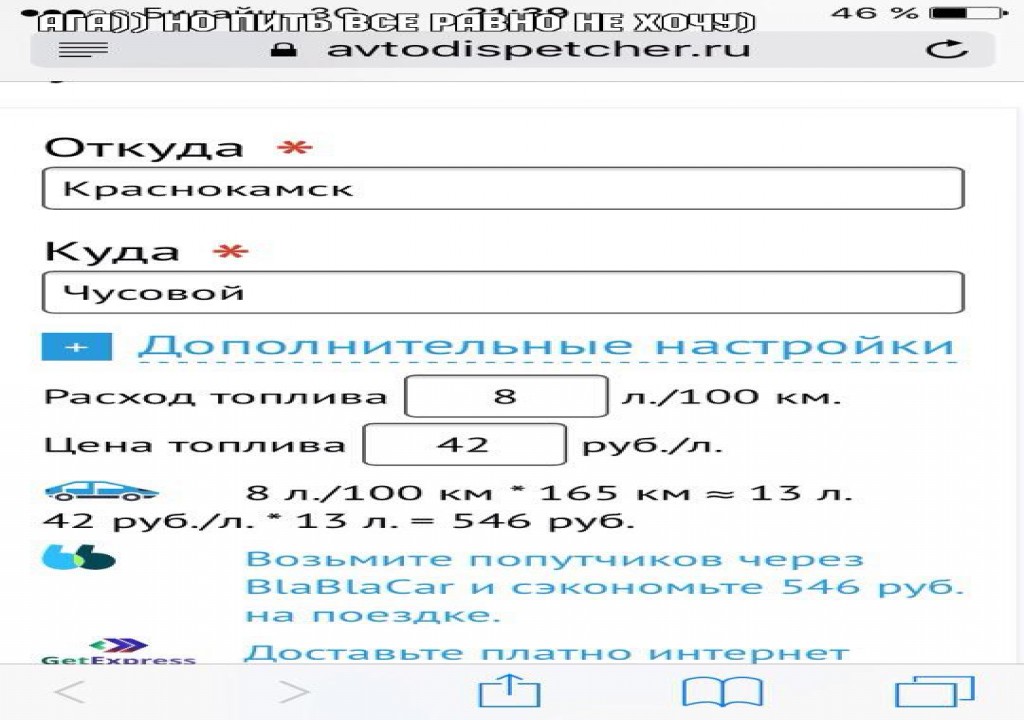 АГА)) НО ПИТЬ ВСЕ РАВНО НЕ ХОЧУ))
46 %
avtodispetcher.ru
Откуда *
Краснокамск
Куда *
Чусовой
+ Дополнительные настройки
Расход топлива 8 л./100 км.
Цена топлива 42 руб./л.
8 л./100 км * 165 км ≈ 13 л.
42 руб./л. * 13 л. = 546 руб.
Возьмите попутчиков через
BlaBlaCar и сэкономьте 546 руб.
на поездке.
GetExpress
Доставьте платно интернет